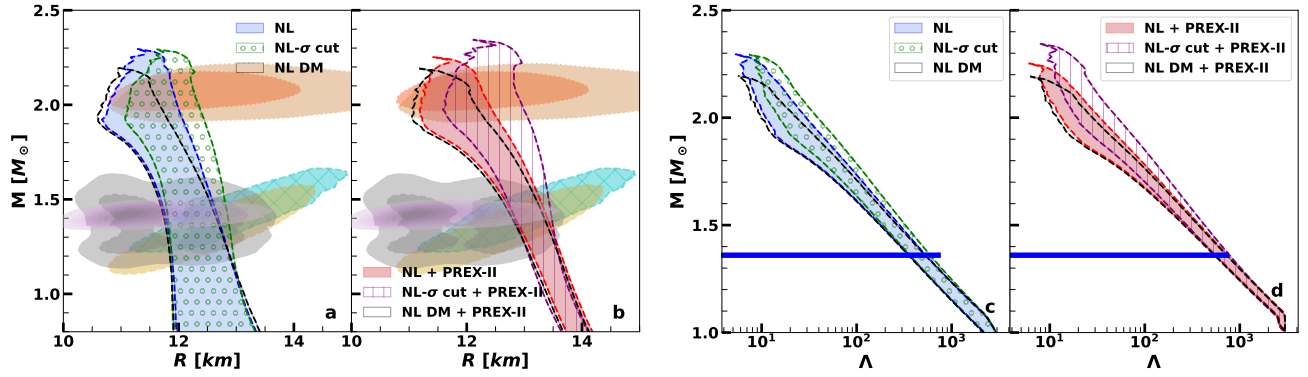 NL
NL-σ cut
NL DM
NL + PREX-II
NL-σ cut + PREX-II
NL DM + PREX-II
a
b
M [M⊙]
2.5
2.0
1.5
1.0
10 12 14
10 12 14
R [km]
R [km]
NL
NL-σ cut
NL DM
NL + PREX-II
NL-σ cut + PREX-II
NL DM + PREX-II
c
d
M [M⊙]
2.5
2.0
1.5
1.0
10¹ 10² 10³
10¹ 10² 10³
Λ
Λ